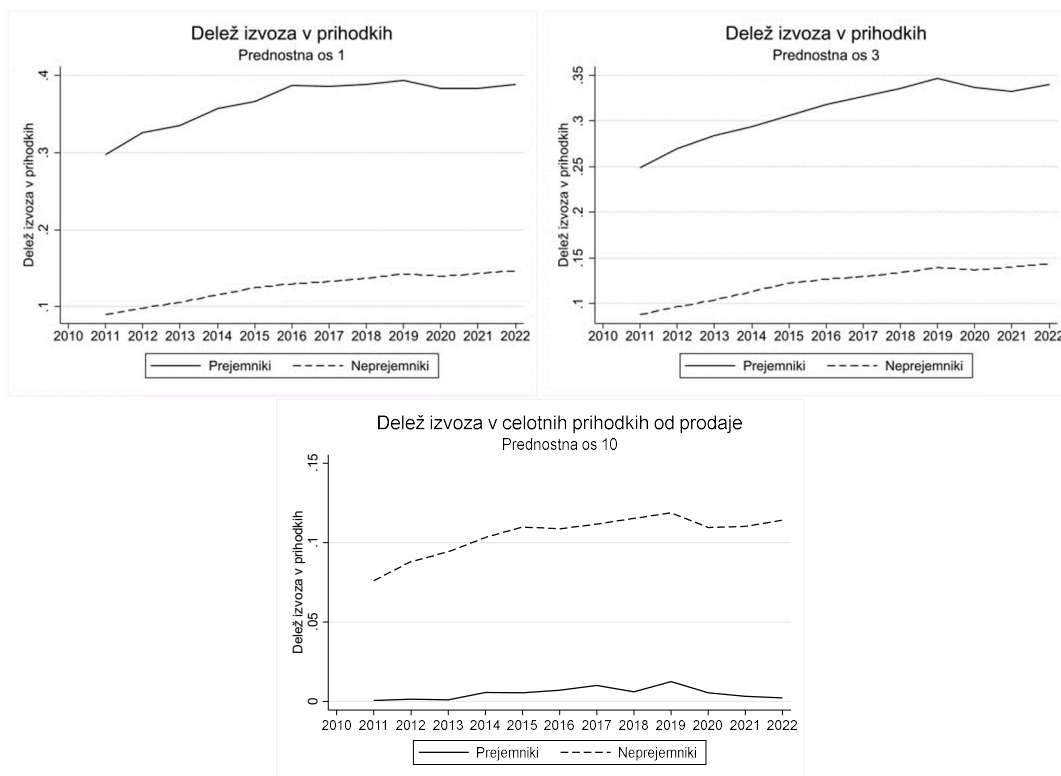 Delež izvoza v prihodkih
Prednostna os 1
Delež izvoza v prihodkih
.4
.3
.2
.1
2010 2011 2012 2013 2014 2015 2016 2017 2018 2019 2020 2021 2022
Prejemniki Neprejemniki
Delež izvoza v prihodkih
Prednostna os 3
Delež izvoza v prihodkih
.35
.3
.25
.2
.15
.1
2010 2011 2012 2013 2014 2015 2016 2017 2018 2019 2020 2021 2022
Prejemniki Neprejemniki
Delež izvoza v celotnih prihodkih od prodaje
Prednostna os 10
Delež izvoza v prihodkih
.15
.1
.05
0
2010 2011 2012 2013 2014 2015 2016 2017 2018 2019 2020 2021 2022
Prejemniki Neprejemniki